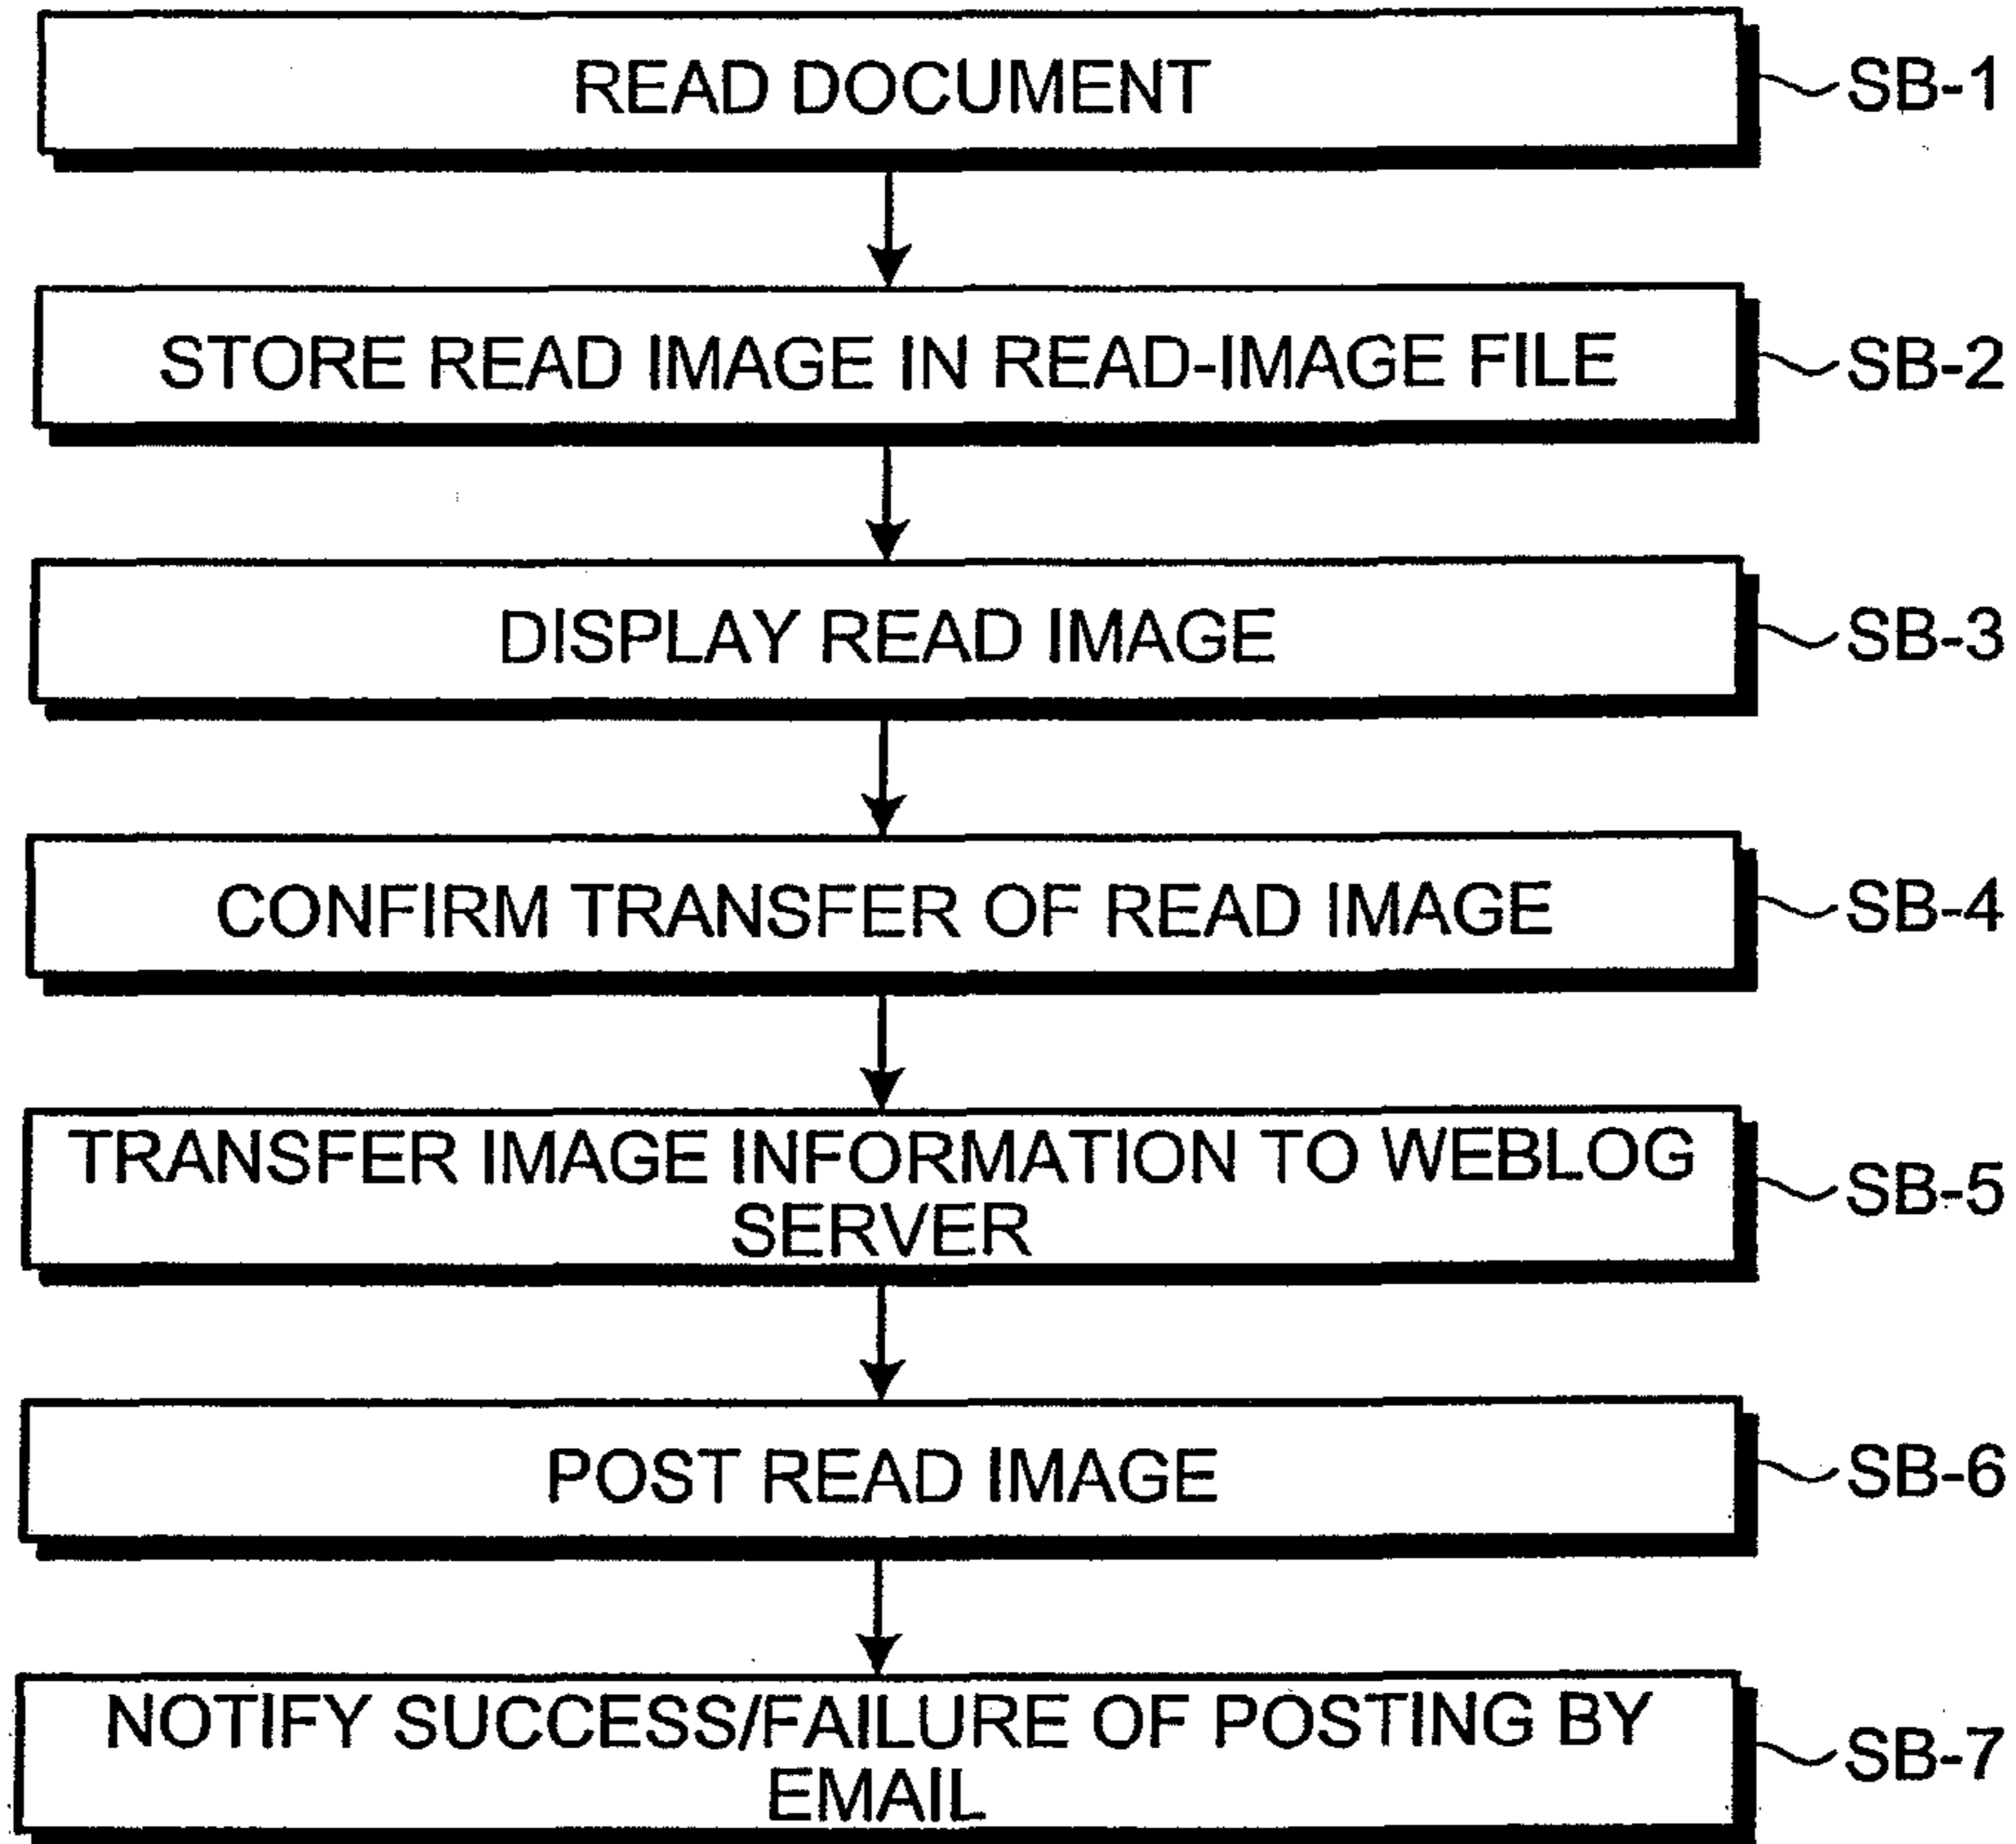 READ DOCUMENT
SB-1
STORE READ IMAGE IN READ-IMAGE FILE
SB-2
DISPLAY READ IMAGE
SB-3
CONFIRM TRANSFER OF READ IMAGE
SB-4
TRANSFER IMAGE INFORMATION TO WEBLOG
SERVER
SB-5
POST READ IMAGE
SB-6
NOTIFY SUCCESS/FAILURE OF POSTING BY
EMAIL
SB-7